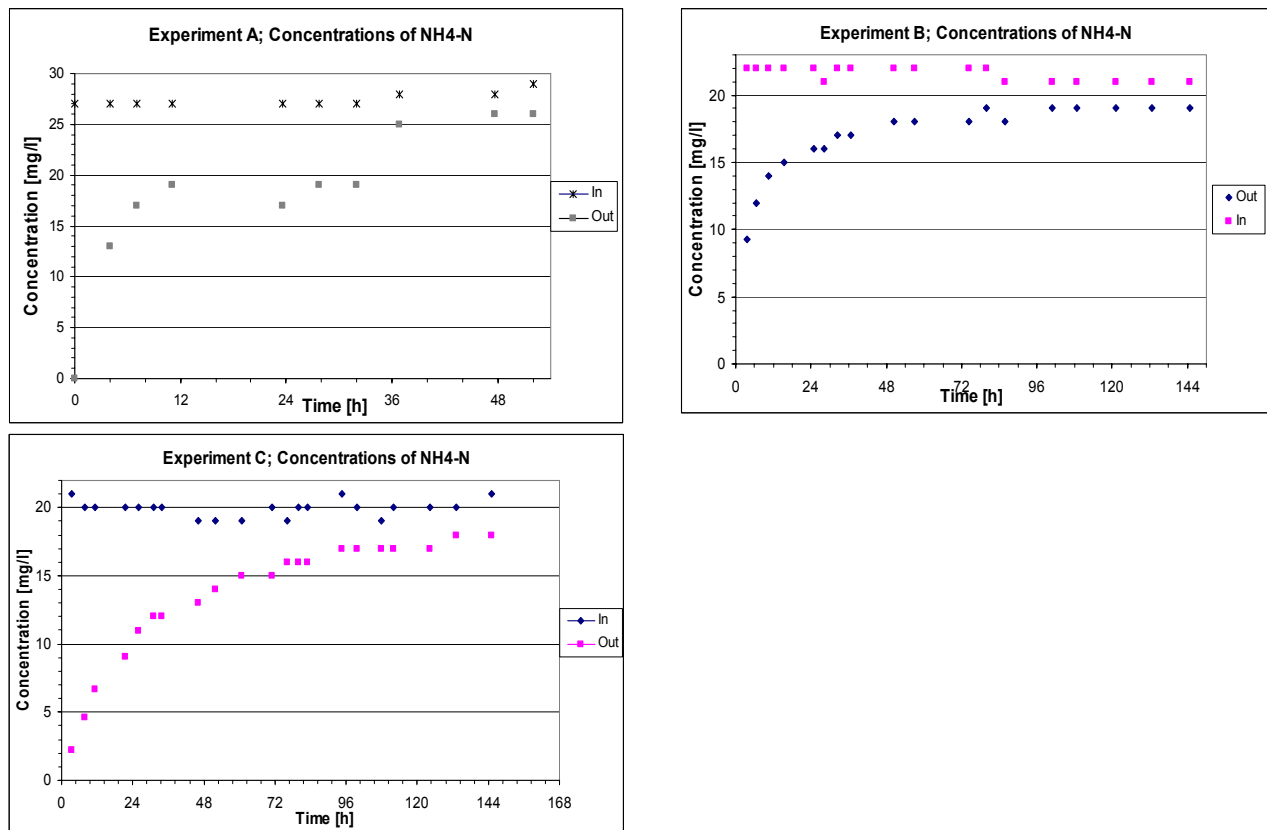 Experiment A; Concentrations of NH4-N
Concentration [mg/l]
30
25
20
15
10
5
0
0 12 24 36 48
Time [h]
In
Out
Experiment B; Concentrations of NH4-N
Concentration [mg/l]
20
15
10
5
0
0 24 48 72 96 120 144
Time [h]
Out
In
Experiment C; Concentrations of NH4-N
Concentration [mg/l]
20
15
10
5
0
0 24 48 72 96 120 144 168
Time [h]
In
Out